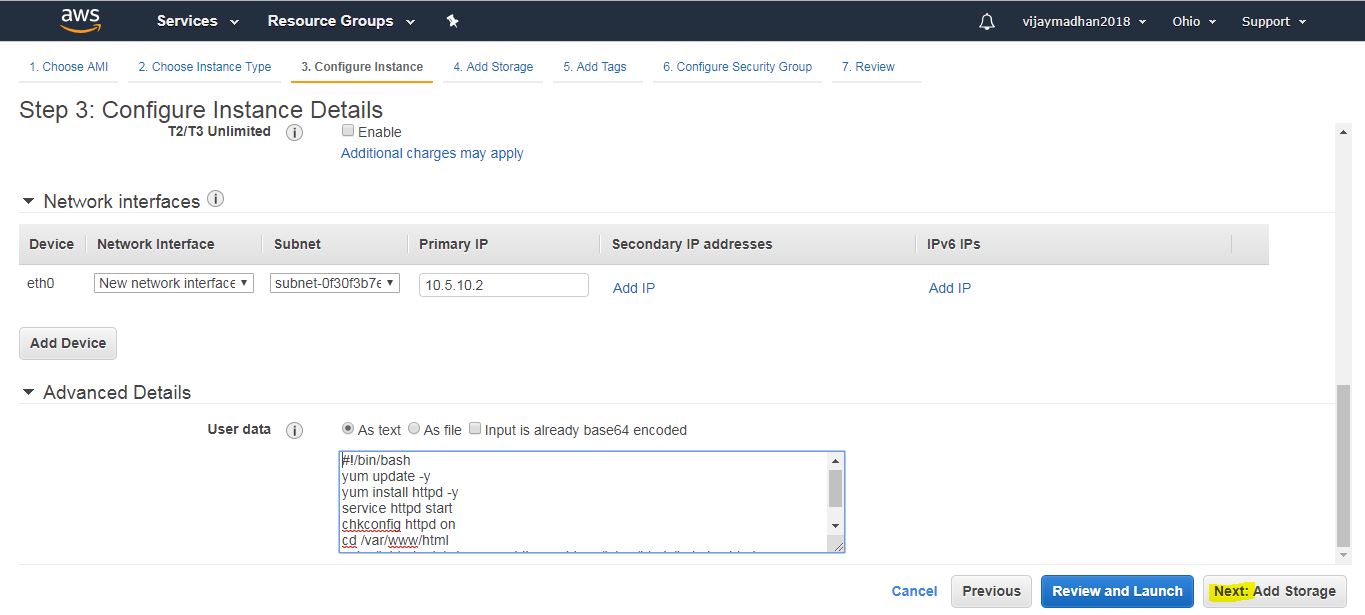 aws Services Resource Groups vijaymadhan2018 Ohio Support
1. Choose AMI 2. Choose Instance Type 3. Configure Instance 4. Add Storage 5. Add Tags 6. Configure Security Group 7. Review
Step 3: Configure Instance Details
T2/T3 Unlimited i Enable
Additional charges may apply
Network interfaces i
Device Network Interface Subnet Primary IP Secondary IP addresses IPv6 IPs
eth0 New network interface subnet-0f30f3b7e 10.5.10.2 Add IP Add IP
Add Device
Advanced Details
User data i As text As file Input is already base64 encoded
#!/bin/bash
yum update -y
yum install httpd -y
service httpd start
chkconfig httpd on
cd /var/www/html
Cancel Previous Review and Launch Next: Add Storage